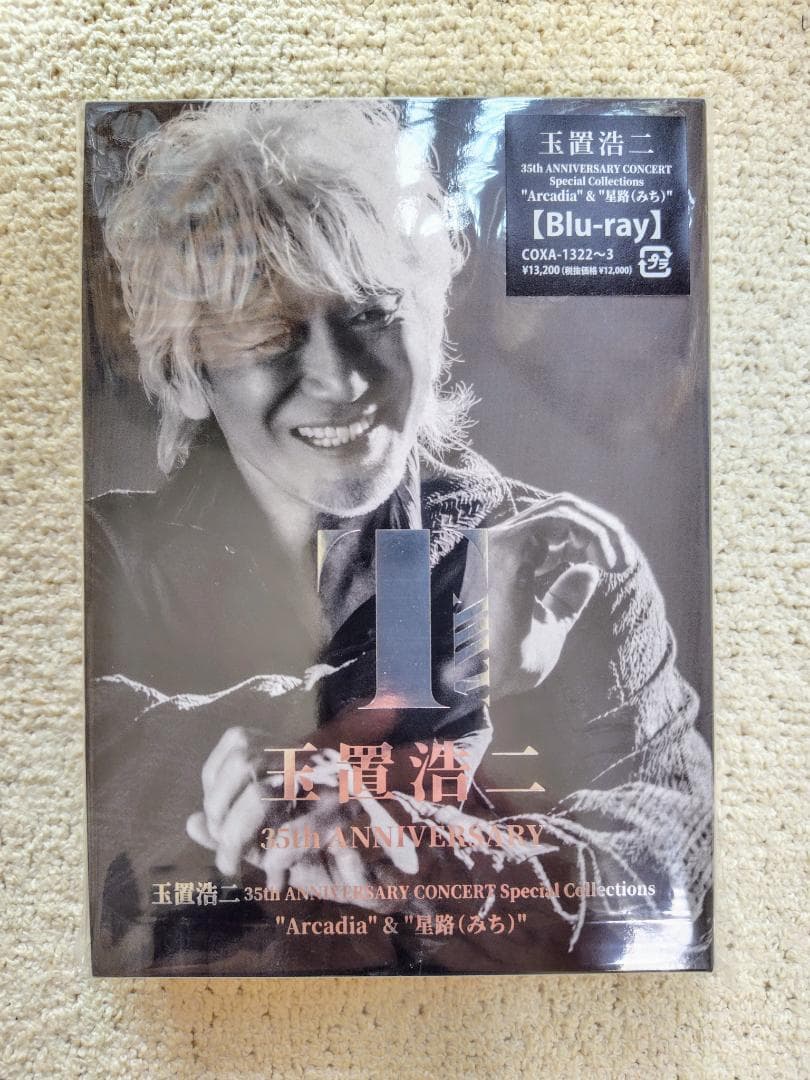 玉置浩二
35th ANNIVERSARY CONCERT
Special Collections
"Arcadia" & "星路(みち)"
【Blu-ray】
COXA-1322～3
¥13,200(税抜価格 ¥12,000)
プラ
T
玉置浩二
35th ANNIVERSARY
玉置浩二 35th ANNIVERSARY CONCERT Special Collections
"Arcadia" & "星路(みち)"